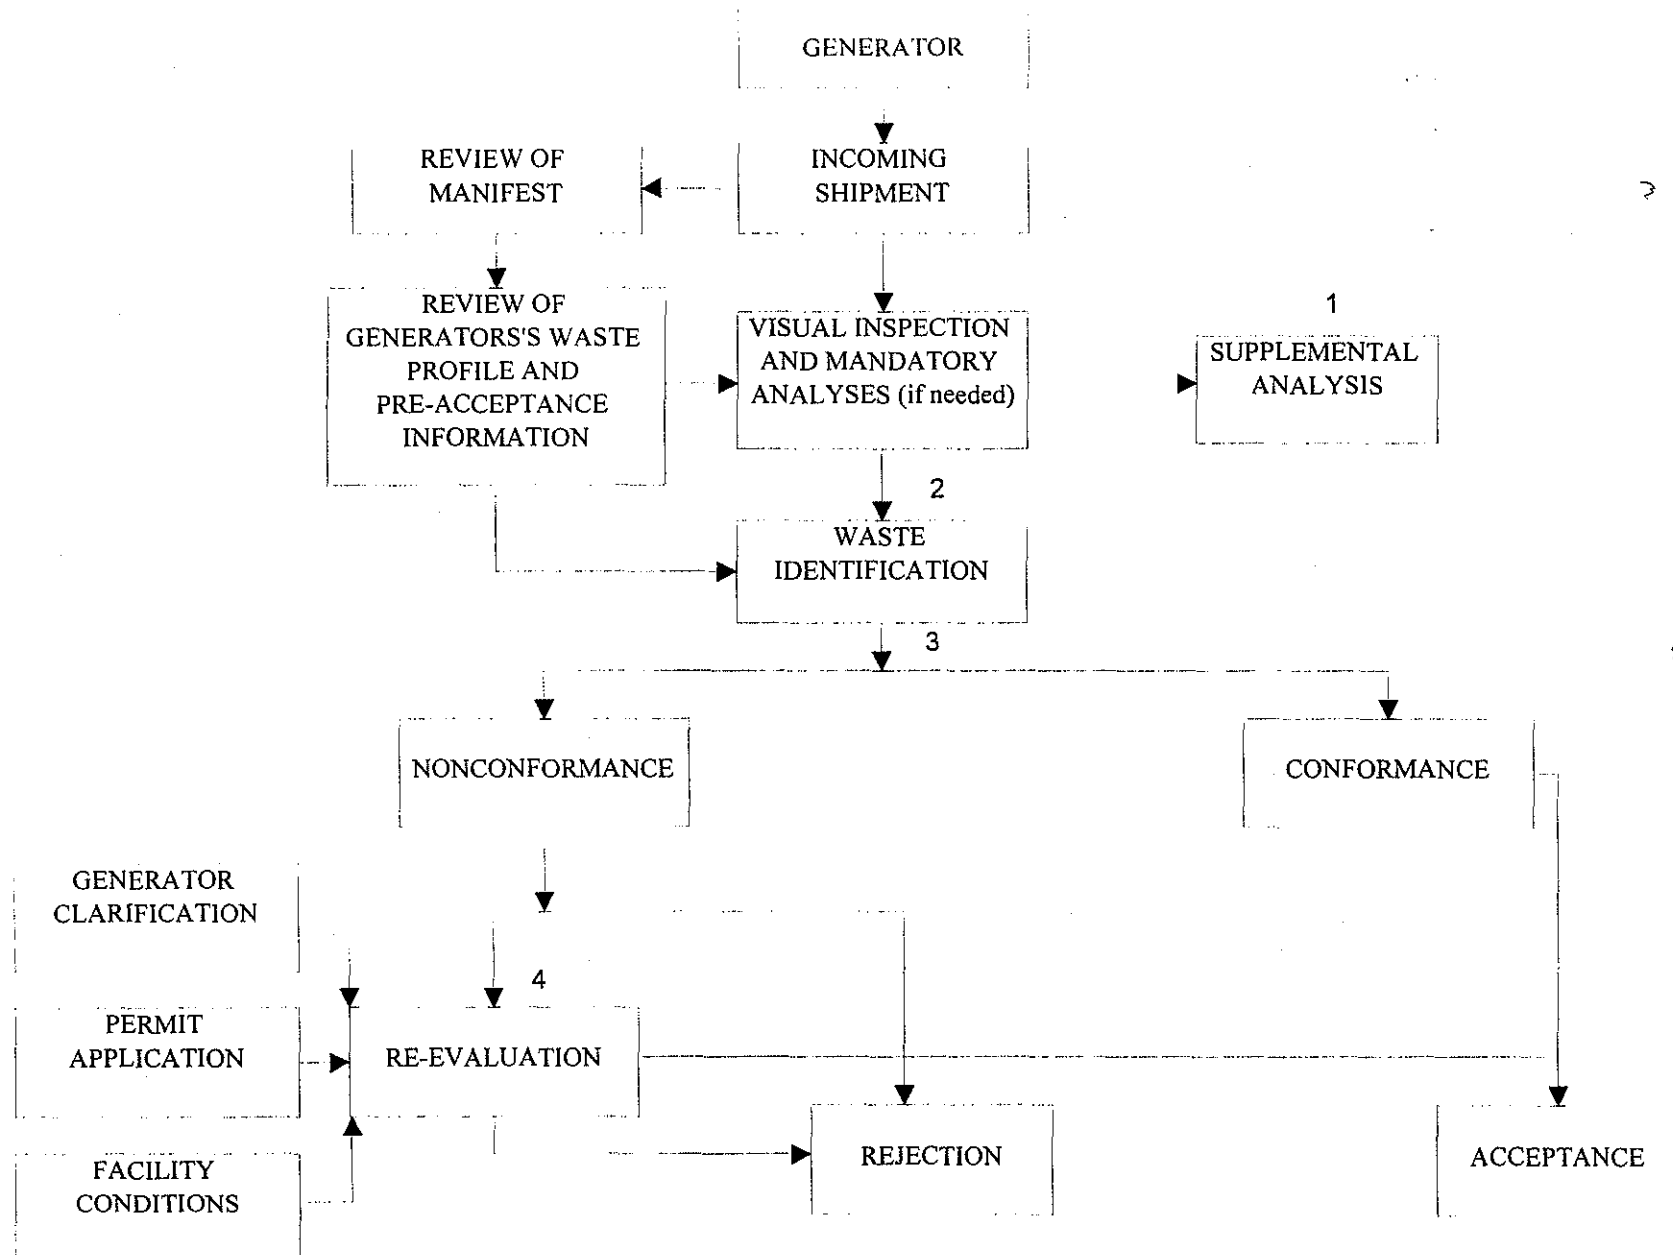 GENERATOR
REVIEW OF
MANIFEST
INCOMING
SHIPMENT
REVIEW OF
GENERATORS'S WASTE
PROFILE AND
PRE-ACCEPTANCE
INFORMATION
VISUAL INSPECTION
AND MANDATORY
ANALYSES (if needed)
1
SUPPLEMENTAL
ANALYSIS
2
WASTE
IDENTIFICATION
3
NONCONFORMANCE
CONFORMANCE
GENERATOR
CLARIFICATION
4
PERMIT
APPLICATION
RE-EVALUATION
FACILITY
CONDITIONS
REJECTION
ACCEPTANCE